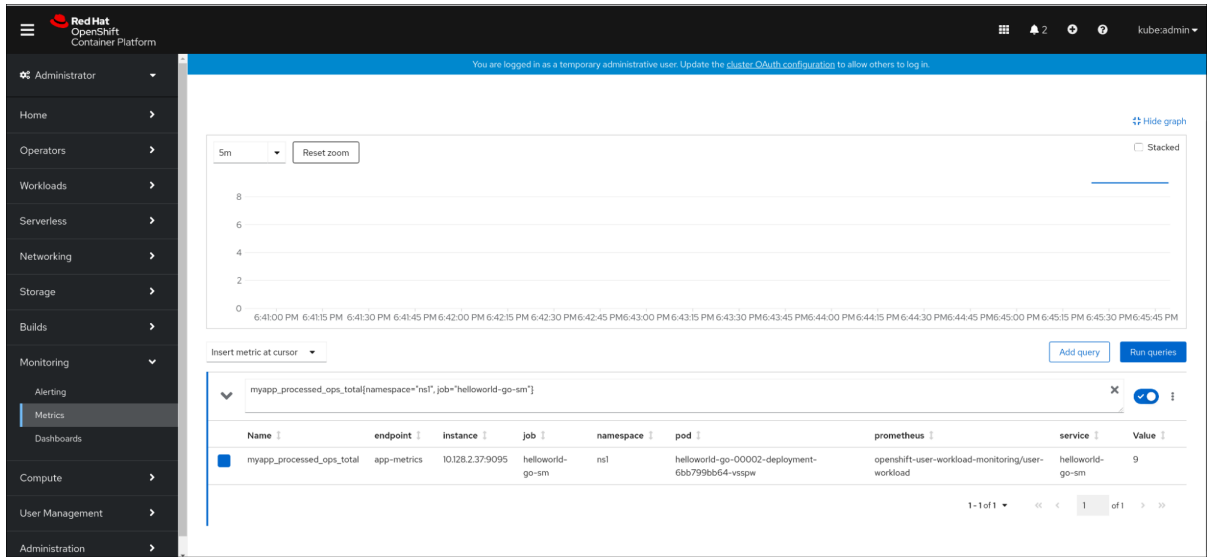 Red Hat
OpenShift
Container Platform
2
kube:admin
Administrator
You are logged in as a temporary administrative user. Update the cluster OAuth configuration to allow others to log in.
Home
Operators
Workloads
Serverless
Networking
Storage
Builds
Monitoring
Alerting
Metrics
Dashboards
Compute
User Management
Administration
Hide graph
5m
Reset zoom
Stacked
8
6
4
2
0
6:41:00 PM 6:41:15 PM 6:41:30 PM 6:41:45 PM 6:42:00 PM 6:42:15 PM 6:42:30 PM 6:42:45 PM 6:43:00 PM 6:43:15 PM 6:43:30 PM 6:43:45 PM 6:44:00 PM 6:44:15 PM 6:44:30 PM 6:44:45 PM 6:45:00 PM 6:45:15 PM 6:45:30 PM 6:45:45 PM
Insert metric at cursor
Add query
Run queries
myapp_processed_ops_total{namespace="ns1", job="helloworld-go-sm"}
Name endpoint instance job namespace pod prometheus service Value
myapp_processed_ops_total app-metrics 10.128.2.37:9095 helloworld- ns1 helloworld-go-00002-deployment- openshift-user-workload-monitoring/user- helloworld- 9
go-sm 6bb799bb64-vsspw workload go-sm
1 - 1 of 1
1 of 1